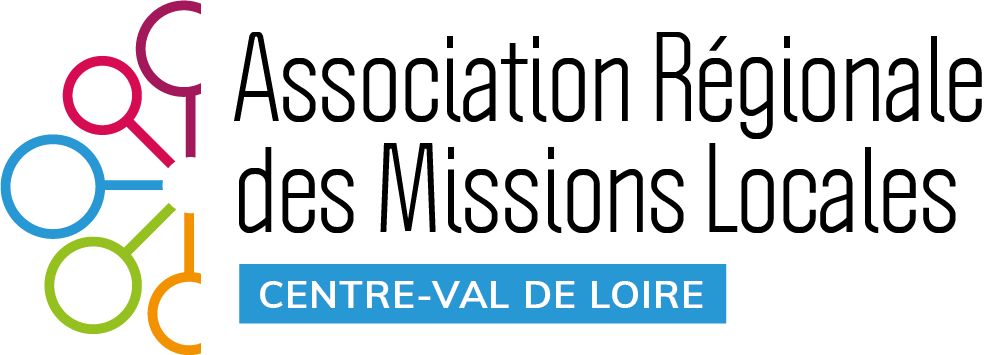 Association Régionale
des Missions Locales
CENTRE-VAL DE LOIRE